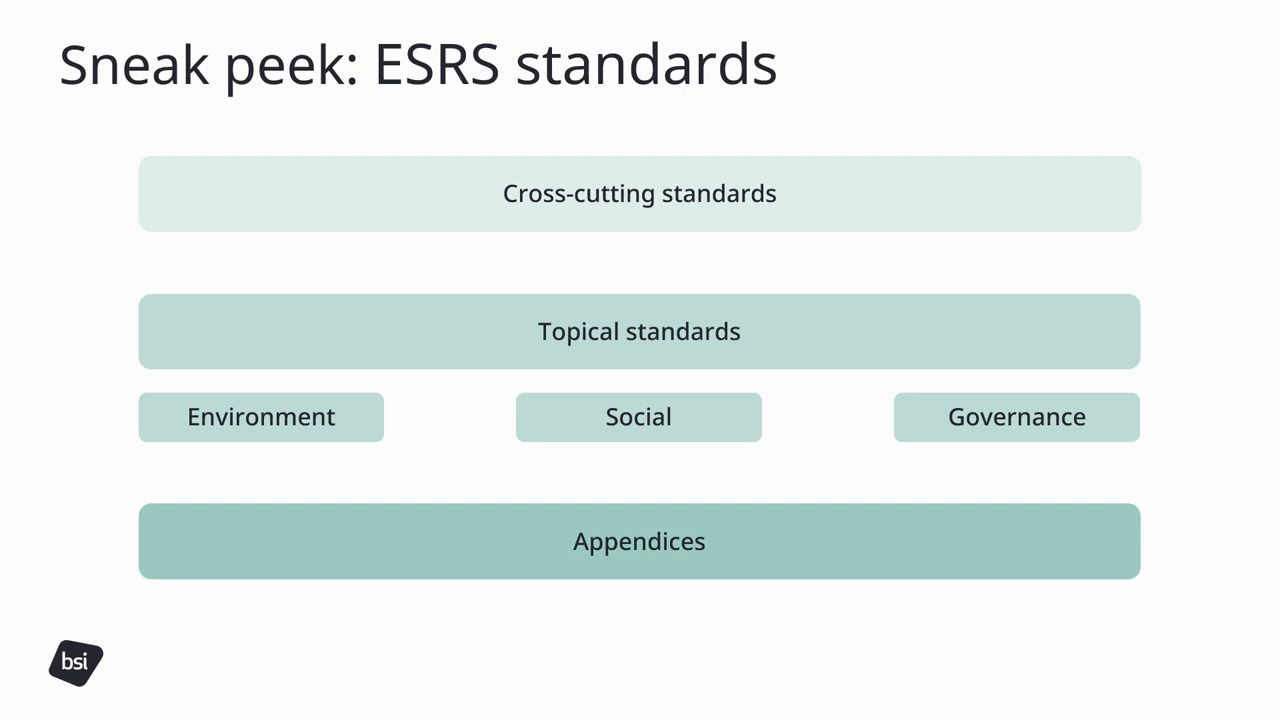 Sneak peek: ESRS standards
Cross-cutting standards
Topical standards
Environment
Social
Governance
Appendices
bsi